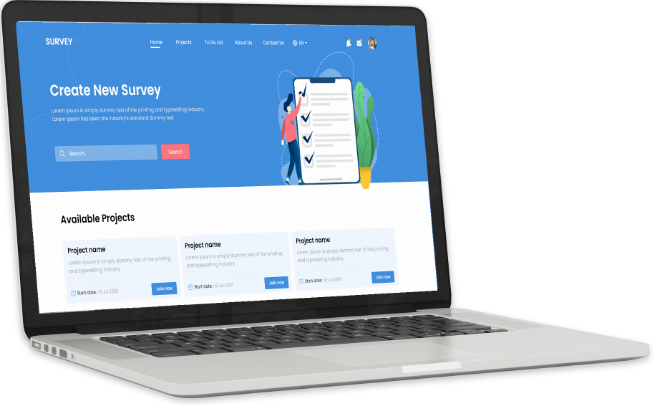 SURVEY
Home Projects To Do list About Us Contact Us EN
Create New Survey
Lorem Ipsum is simply dummy text of the printing and typesetting industry.
Lorem Ipsum has been the industry's standard dummy text
Search.. Search
Available Projects
Project name
Lorem Ipsum is simply dummy text of the printing
and typesetting industry.
Start date: 10 Jul 2020 Join now
Project name
Lorem Ipsum is simply dummy text of the printing
and typesetting industry.
Start date: 10 Jul 2020 Join now
Project name
Lorem Ipsum is simply dummy text of the printing
and typesetting industry.
Start date: 10 Jul 2020 Join now